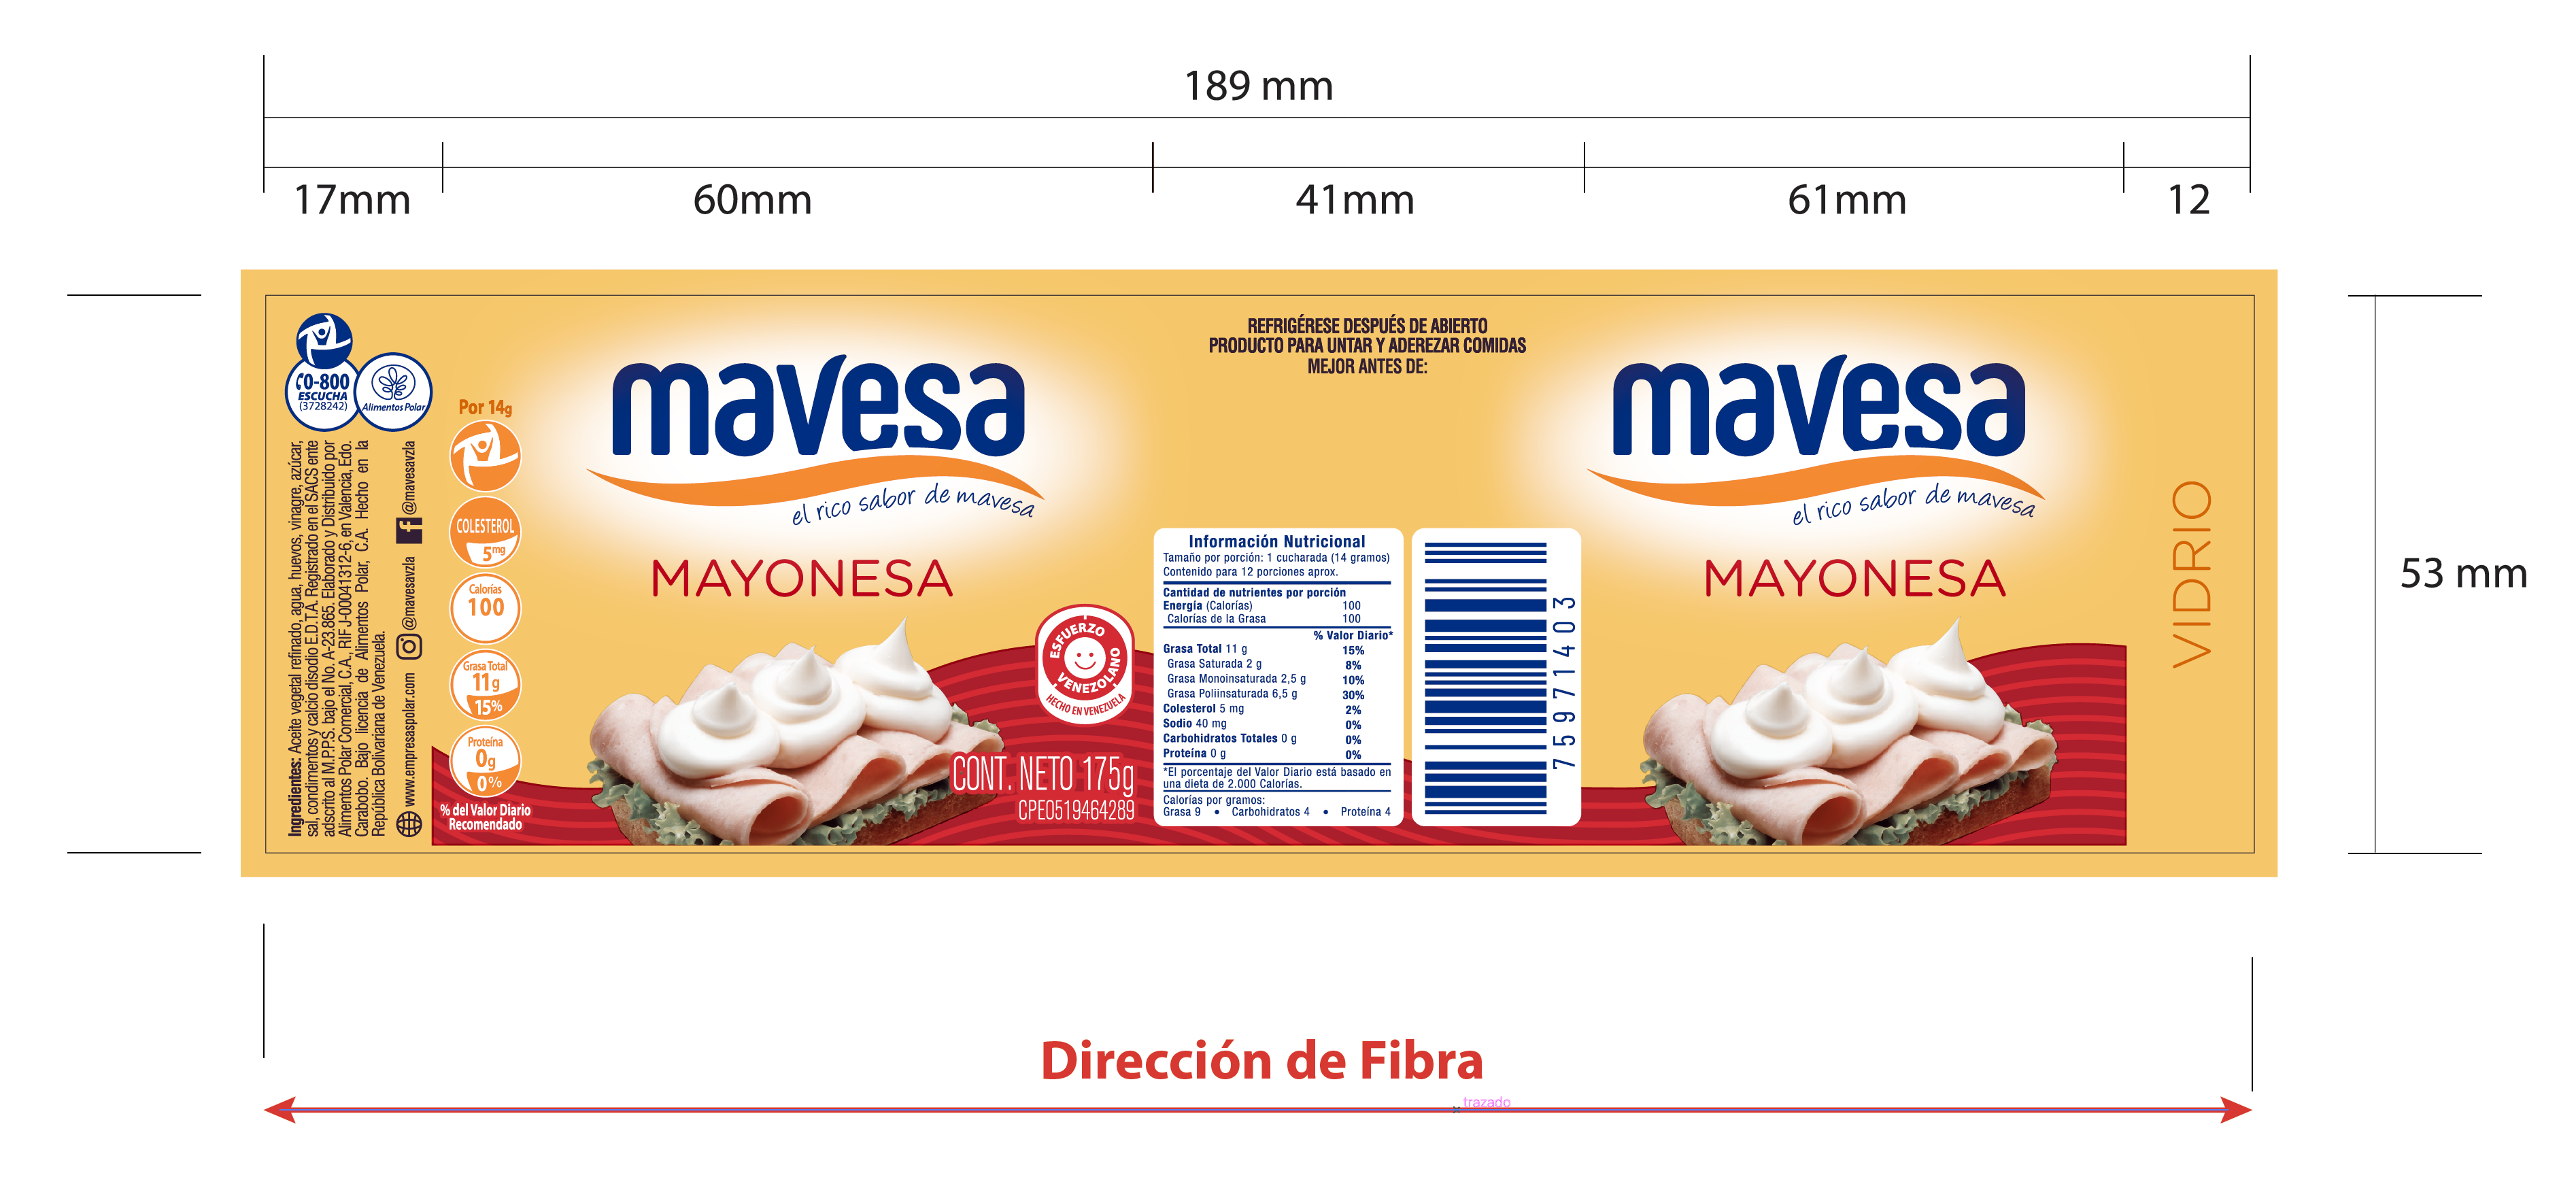 189 mm
17mm
60mm
41mm
61mm
12
0-800
ESCUCHA
(3728242)
Alimentos Polar
Ingredientes: Aceite vegetal refinado, agua, huevos, vinagre, azúcar,
sal, condimentos y calcio disodio E.D.T.A. Registrado en el SACS ente
adscrito al M.P.P.S. bajo el No. A-23.865. Elaborado y Distribuido por
Alimentos Polar Comercial, C.A., RIF J-00041312-6, en Valencia, Edo.
Carabobo. Bajo licencia de Alimentos Polar, C.A. Hecho en la
República Bolivariana de Venezuela.
www.empresaspolar.com
@mavesavzla
f @mavesavzla
Por 14g
COLESTEROL
5mg
Calorías
100
Grasa Total
11g
15%
Proteína
0g
0%
% del Valor Diario
Recomendado
mavesa
el rico sabor de mavesa
MAYONESA
ESFUERZO
VENEZOLANO
HECHO EN VENEZUELA
CONT. NETO 175g
CPE0519464289
REFRIGÉRESE DESPUÉS DE ABIERTO
PRODUCTO PARA UNTAR Y ADEREZAR COMIDAS
MEJOR ANTES DE:
Información Nutricional
Tamaño por porción: 1 cucharada (14 gramos)
Contenido para 12 porciones aprox.
Cantidad de nutrientes por porción
Energía (Calorías) 100
Calorías de la Grasa 100
% Valor Diario*
Grasa Total 11 g 15%
Grasa Saturada 2 g 8%
Grasa Monoinsaturada 2,5 g 10%
Grasa Poliinsaturada 6,5 g 30%
Colesterol 5 mg 2%
Sodio 40 mg 0%
Carbohidratos Totales 0 g 0%
Proteína 0 g 0%
*El porcentaje del Valor Diario está basado en
una dieta de 2.000 Calorías.
Calorías por gramos:
Grasa 9 • Carbohidratos 4 • Proteína 4
75971403
mavesa
el rico sabor de mavesa
MAYONESA
VIDRIO
53 mm
Dirección de Fibra
trazado